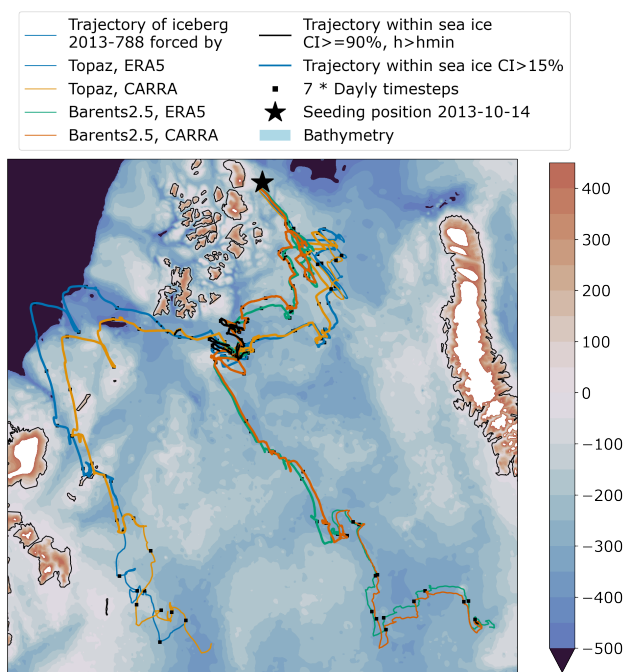 Trajectory of iceberg
2013-788 forced by
Topaz, ERA5
Topaz, CARRA
Barents2.5, ERA5
Barents2.5, CARRA
Trajectory within sea ice
CI>=90%, h>hmin
Trajectory within sea ice CI>15%
7 * Dayly timesteps
Seeding position 2013-10-14
Bathymetry
400
300
200
100
0
−100
−200
−300
−400
−500